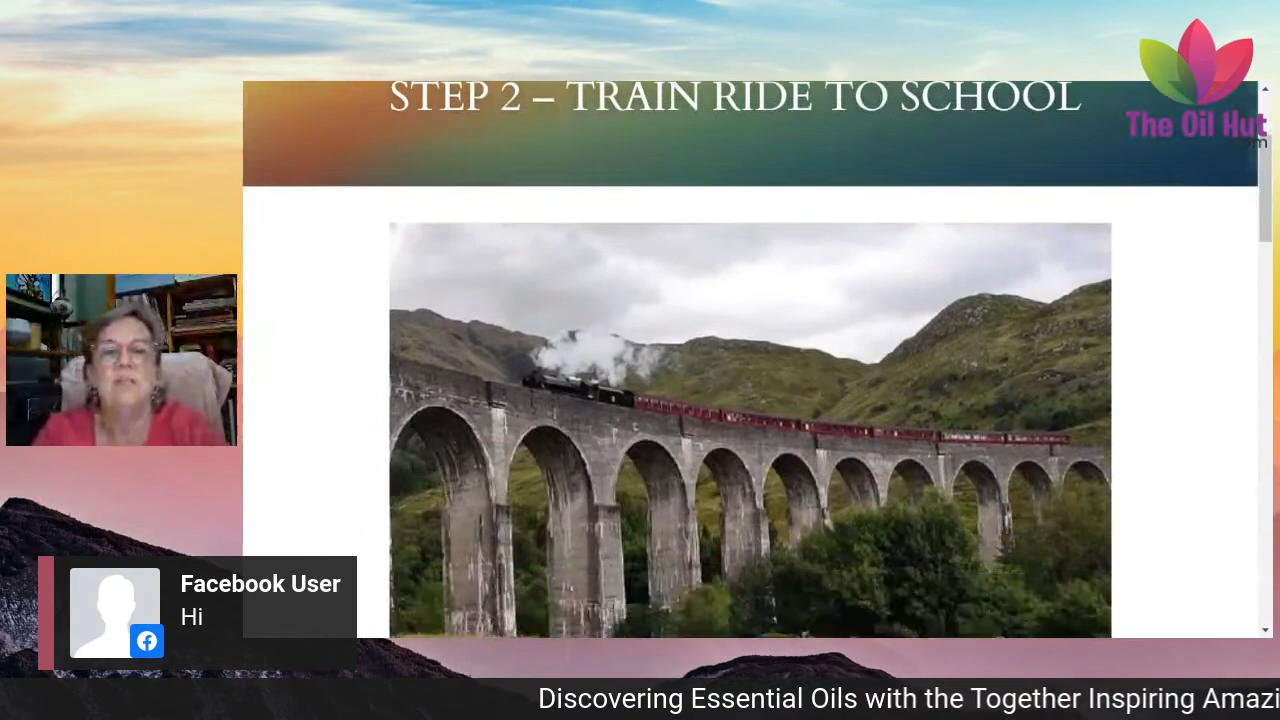 STEP 2 – TRAIN RIDE TO SCHOOL
The Oil Hut
.com
Facebook User
Hi
Discovering Essential Oils with the Together Inspiring Amazi